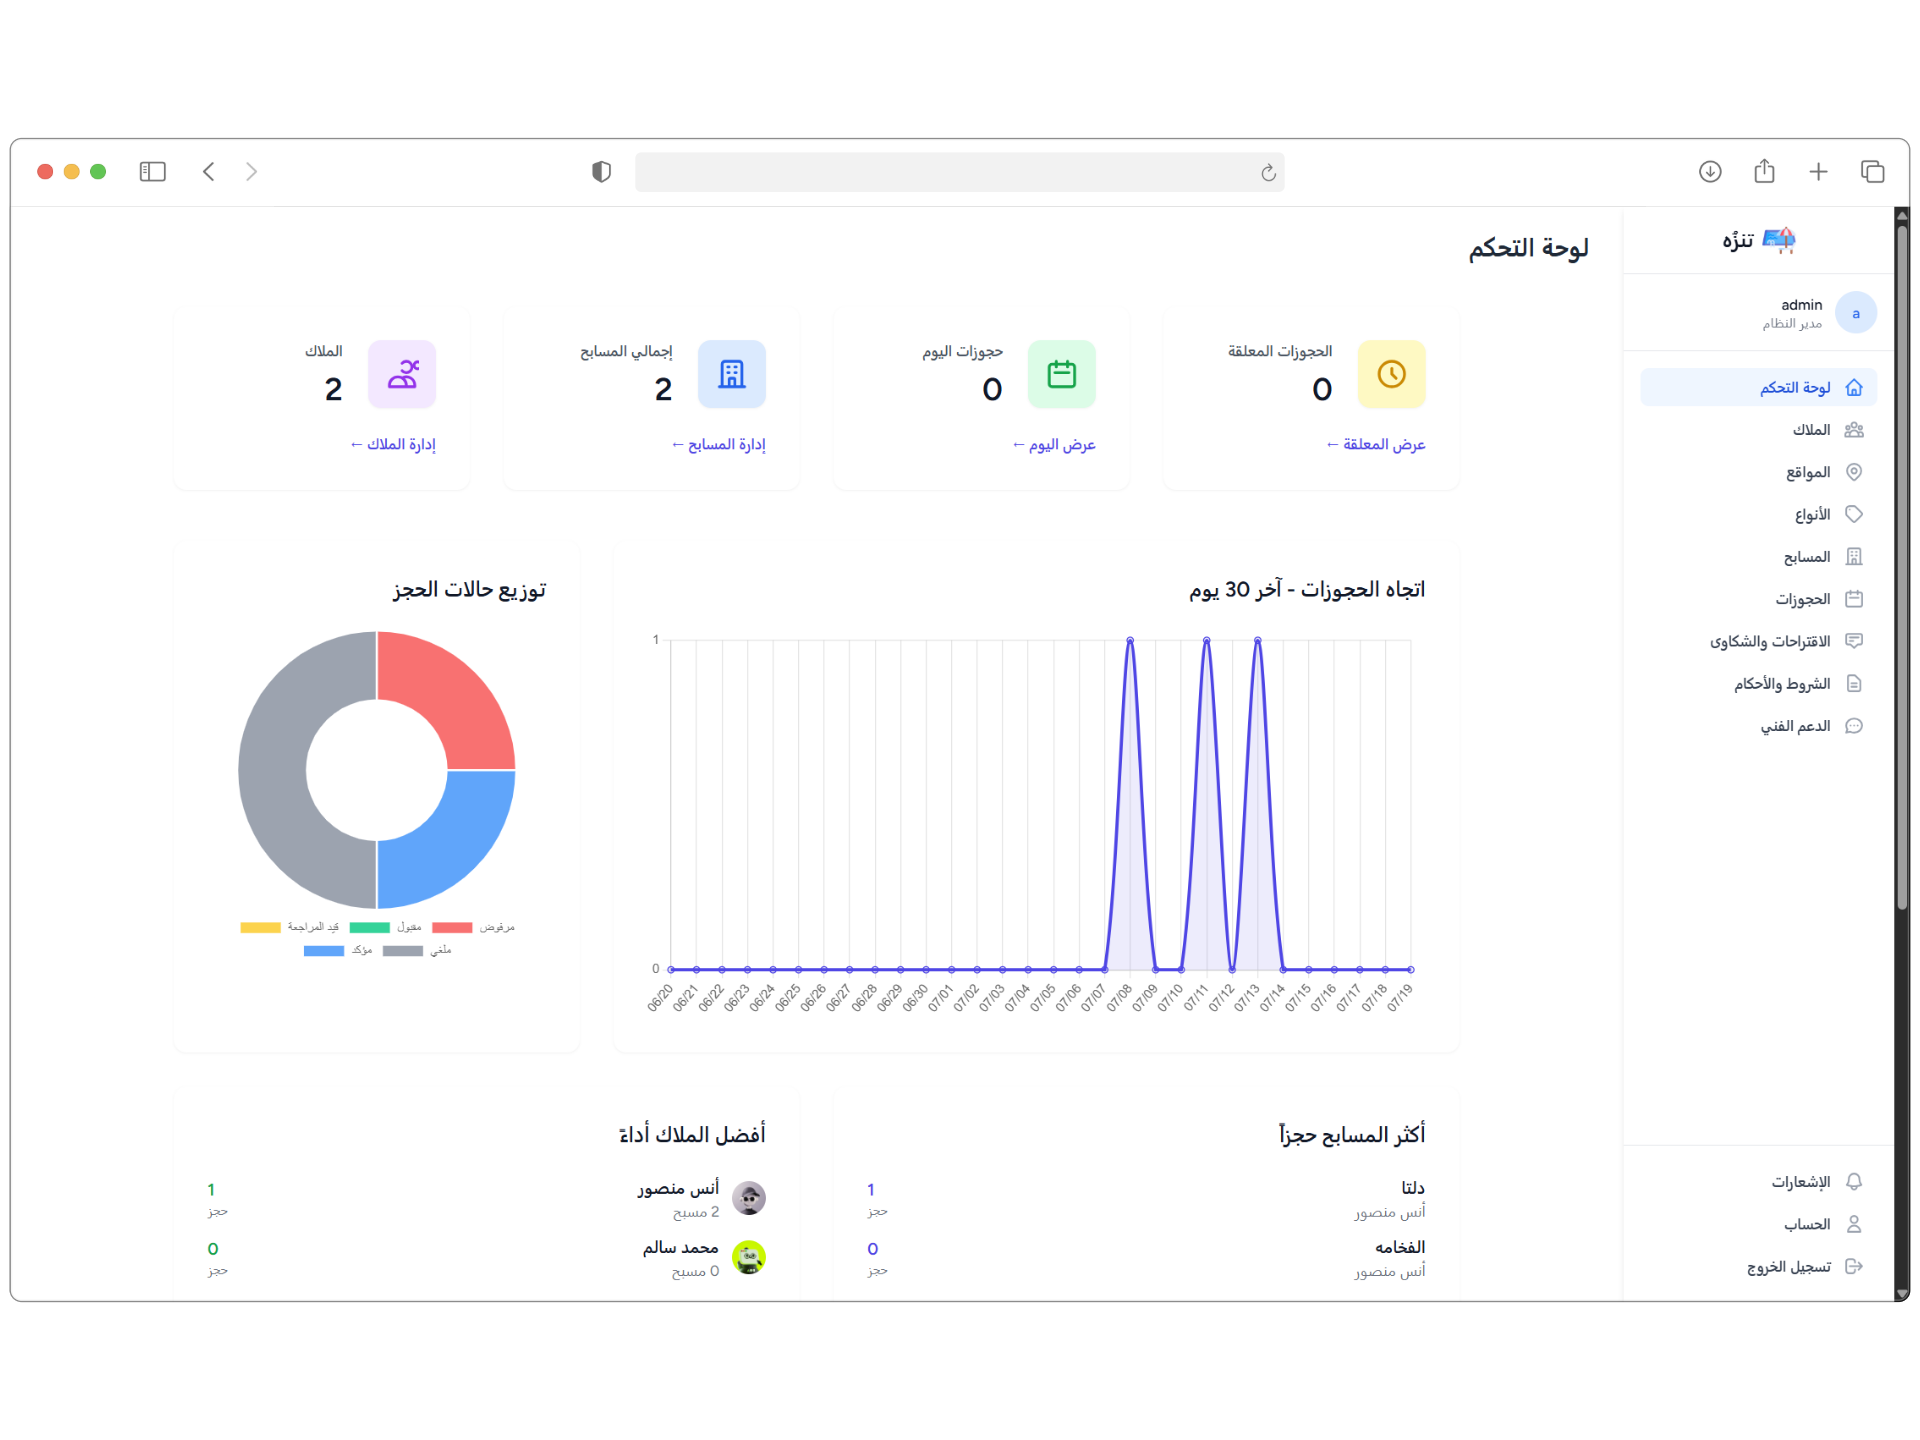 تنزُه
admin
a
مدير النظام
لوحة التحكم
الملاك
المواقع
الأنواع
المسابح
الحجوزات
الاقتراحات والشكاوى
الشروط والأحكام
الدعم الفني
الإشعارات
الحساب
تسجيل الخروج
لوحة التحكم
الحجوزات المعلقة
0
عرض المعلقة ←
حجوزات اليوم
0
عرض اليوم ←
إجمالي المسابح
2
إدارة المسابح ←
الملاك
2
إدارة الملاك ←
اتجاه الحجوزات - آخر 30 يوم
1
0
06/20
06/21
06/22
06/23
06/24
06/25
06/26
06/27
06/28
06/29
06/30
07/01
07/02
07/03
07/04
07/05
07/06
07/07
07/08
07/09
07/10
07/11
07/12
07/13
07/14
07/15
07/16
07/17
07/18
07/19
توزيع حالات الحجز
مرفوض
مقبول
قيد المراجعة
ملغي
مؤكد
أكثر المسابح حجزاً
دلتا
أنس منصور
1
حجز
الفخامه
أنس منصور
0
حجز
أفضل الملاك أداءً
أنس منصور
2 مسبح
1
حجز
محمد سالم
0 مسبح
0
حجز